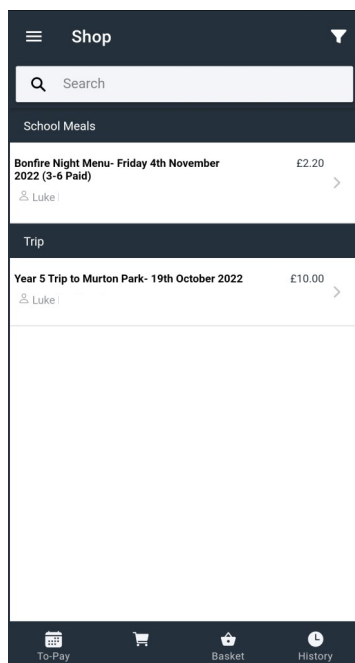 Shop
Search
School Meals
Bonfire Night Menu- Friday 4th November
2022 (3-6 Paid)
£2.20
Luke
Trip
Year 5 Trip to Murton Park- 19th October 2022
£10.00
Luke
To-Pay
Basket
History